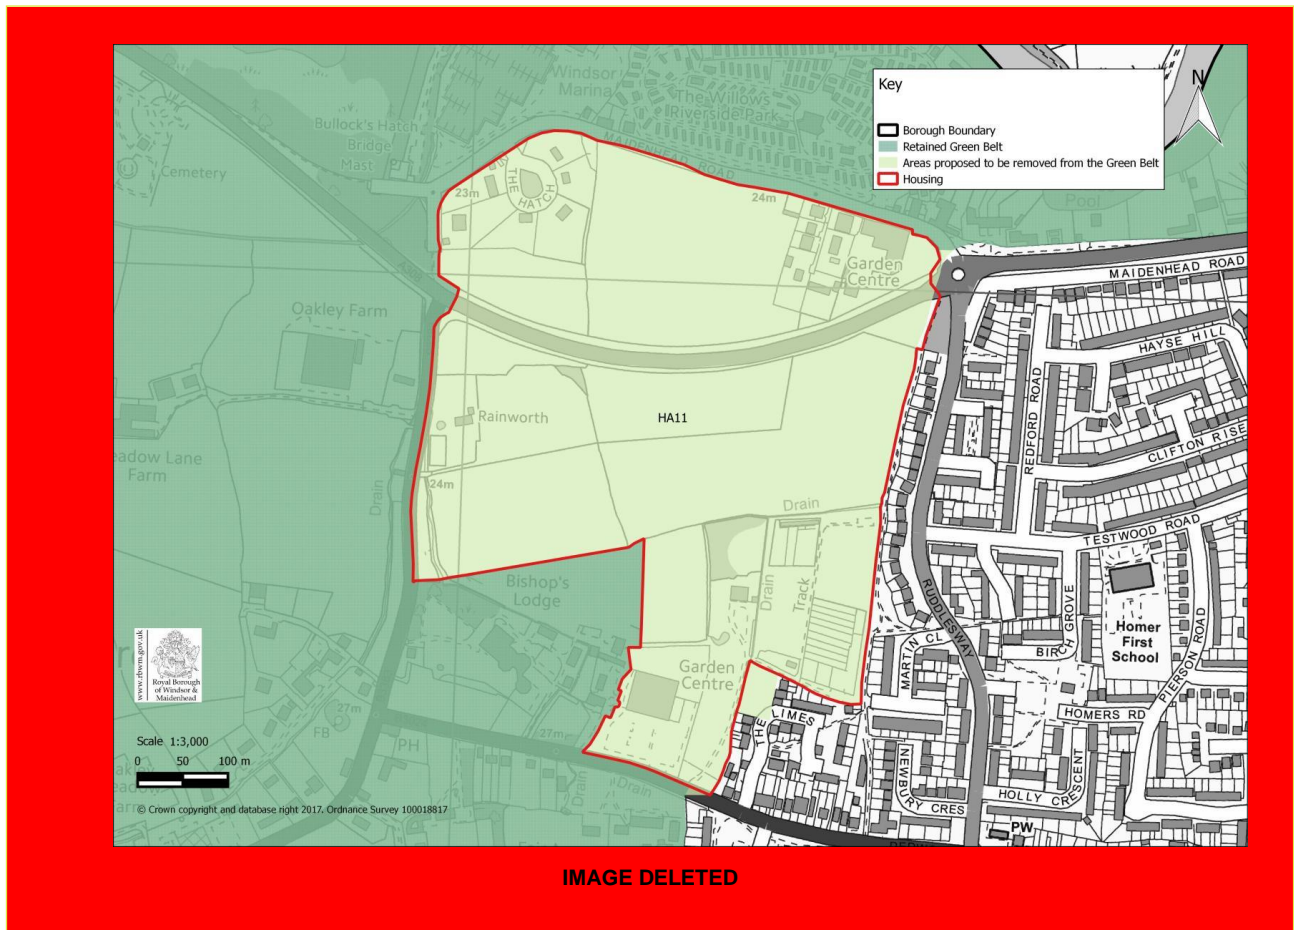 Windsor
Marina
The Willows
Riverside Park
Key
N
Borough Boundary
Retained Green Belt
Areas proposed to be removed from the Green Belt
Housing
Bullock's Hatch
Bridge
Mast
MAIDENHEAD ROAD
Cemetery
THE
HATCH
23m
24m
Pool
Garden
Centre
MAIDENHEAD ROAD
Oakley Farm
HAYSE HILL
REDFORD ROAD
Rainworth
HA11
CLIFTON RISE
eadow Lane
Farm
24m
Drain
Drain
TESTWOOD ROAD
Bishop's
Lodge
Drain
Track
RUDDLESWAY
MARTIN CL
BIRCH GROVE
Homer
First
School
PIERSON ROAD
www.rbwm.gov.uk
Royal Borough
of Windsor &
Maidenhead
Garden
Centre
THE LIMES
HOMERS RD
27m
FB
PH
27m
Drain
Drain
NEWBURY CRES
HOLLY CRESCENT
PW
Scale 1:3,000
0 50 100 m
© Crown copyright and database right 2017. Ordnance Survey 100018817
IMAGE DELETED